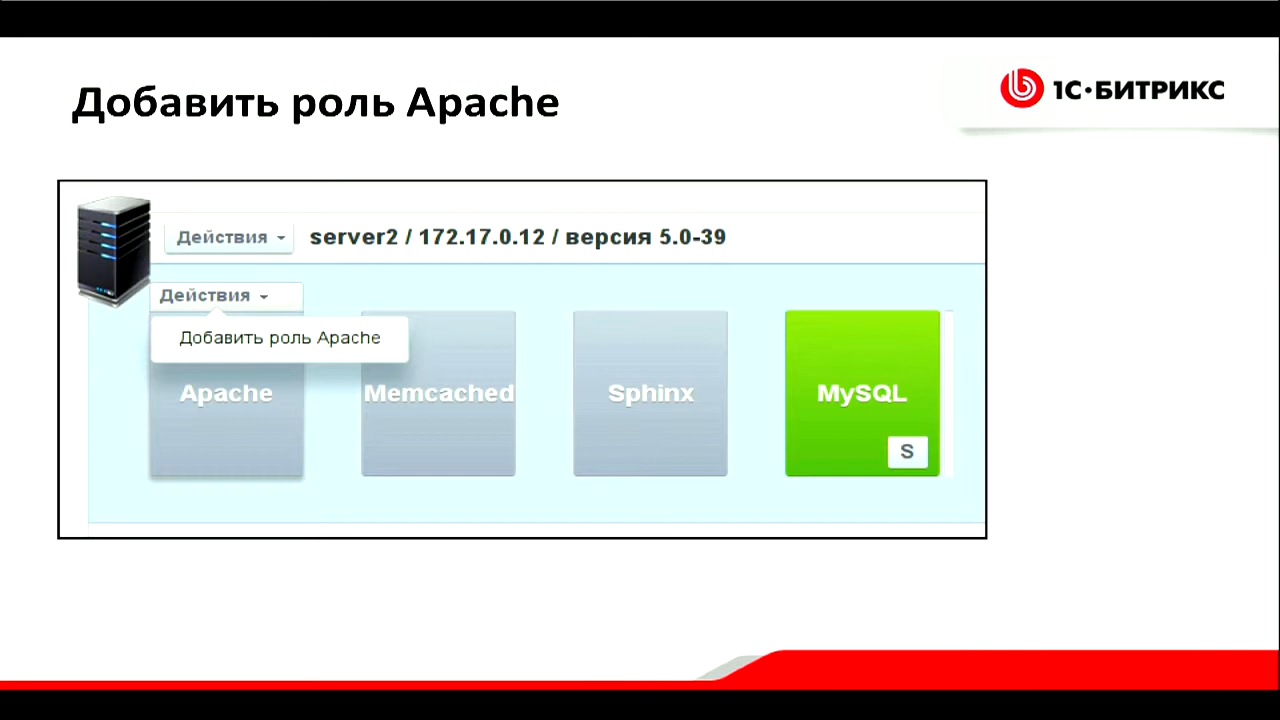 Добавить роль Apache
1С·БИТРИКС
Действия
server2 / 172.17.0.12 / версия 5.0-39
Действия
Добавить роль Apache
Apache
Memcached
Sphinx
MySQL
S